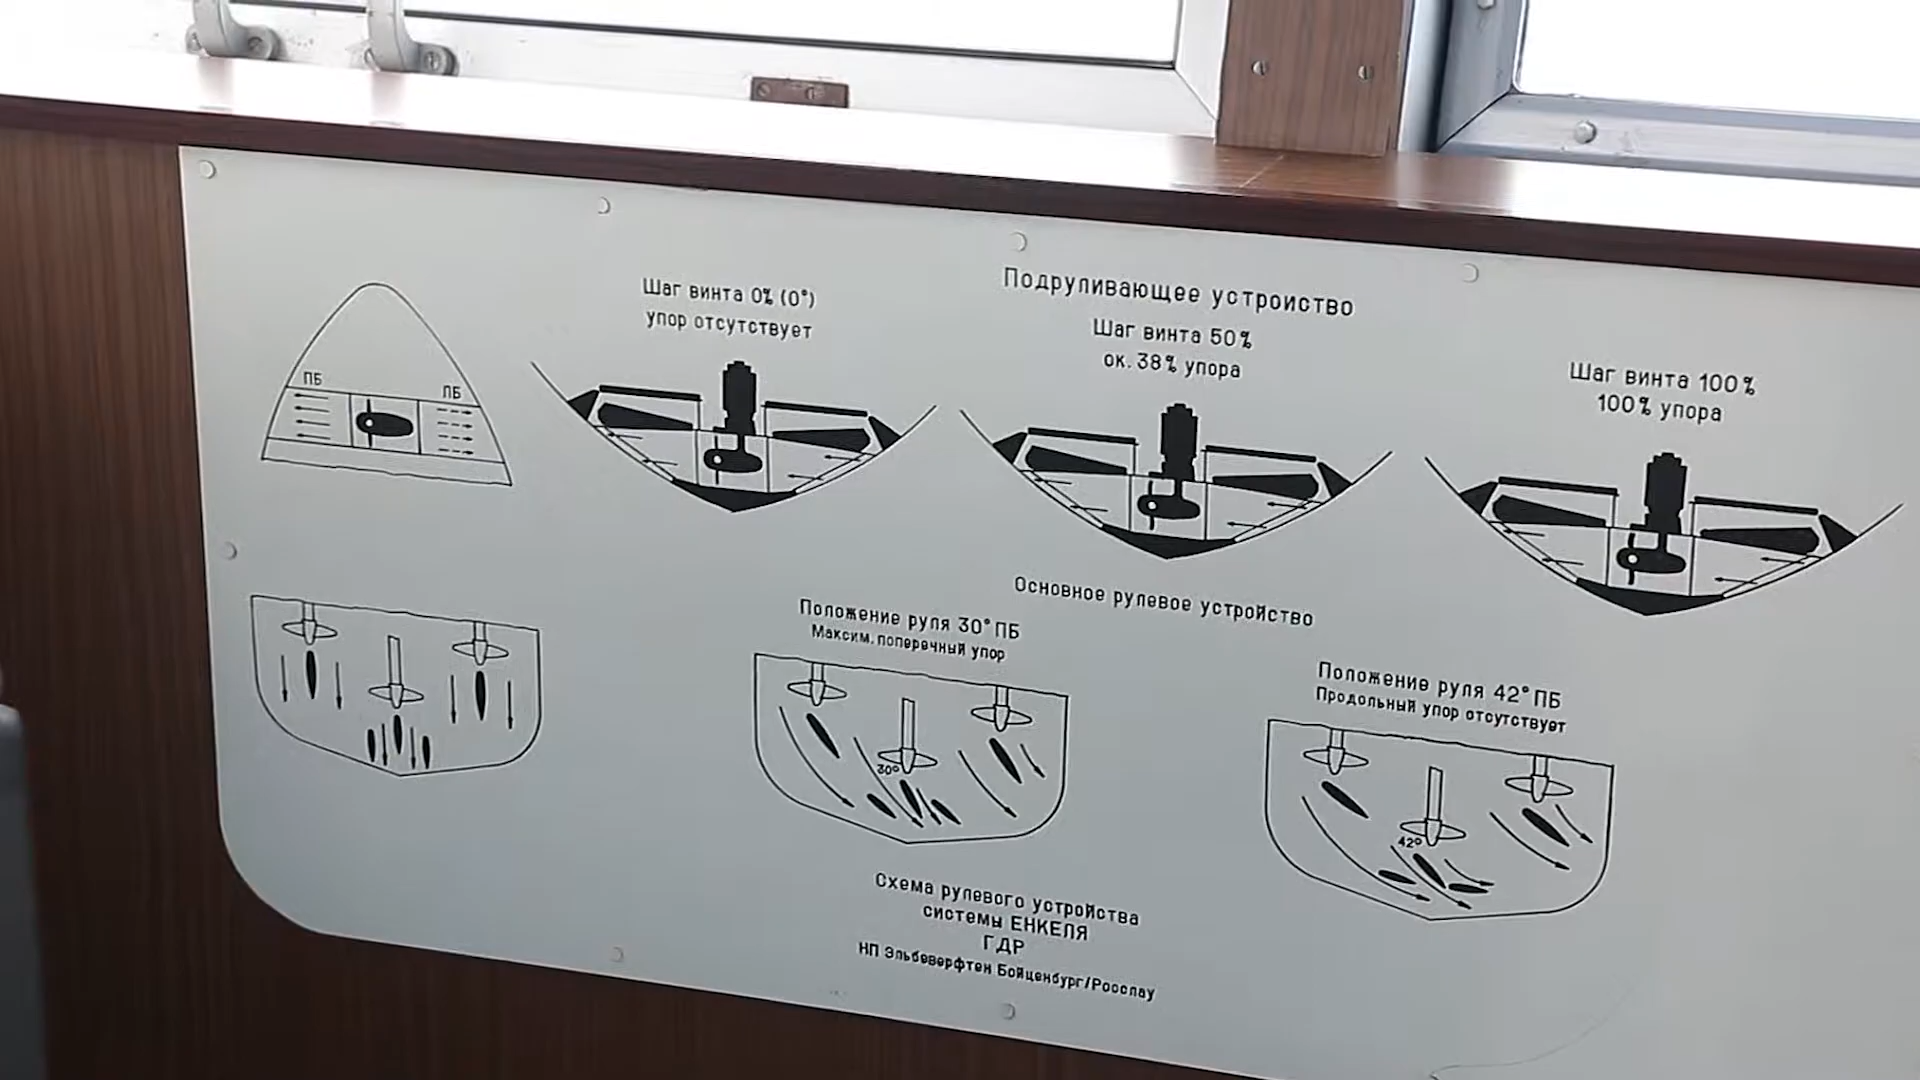 Подруливающее устроиство
Шаг винта 0% (0°)
упор отсутствует
Шаг винта 50%
ок. 38% упора
Шаг винта 100%
100% упора
ПБ
ПБ
Основное рулевое устройство
Положение руля 30° ПБ
Максим. поперечный упор
Положение руля 42° ПБ
Продольный упор отсутствует
30°
42°
Схема рулевого устройства
системы ЕНКЕЛЯ
ГДР
НП Эльбеверфтен Бойценбург/Росслау